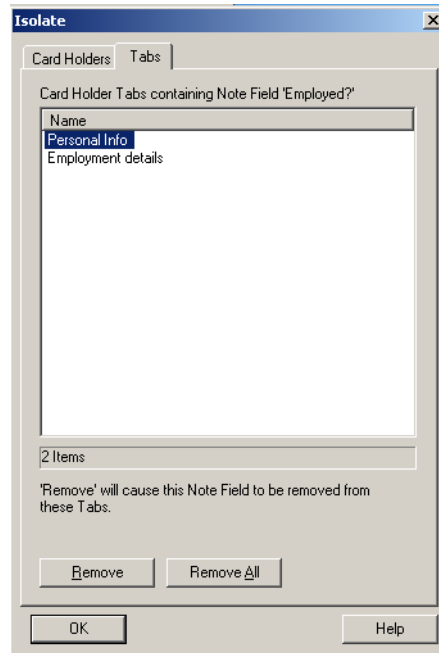 Isolate
Card Holders Tabs
Card Holder Tabs containing Note Field 'Employed?'
Name
Personal Info
Employment details
2 Items
'Remove' will cause this Note Field to be removed from
these Tabs.
Remove Remove All
OK Help